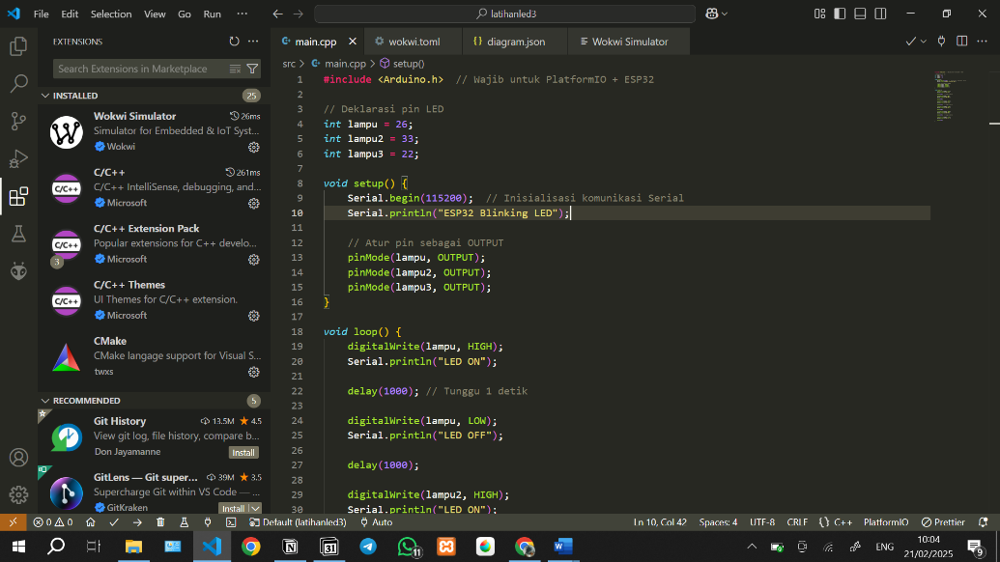 File Edit Selection View Go Run ··· latihanled3
EXTENSIONS
Search Extensions in Marketplace
INSTALLED 25
Wokwi Simulator 26ms
Simulator for Embedded & IoT Syst...
Wokwi
C/C++ 261ms
C/C++ IntelliSense, debugging, and...
Microsoft
C/C++ Extension Pack
Popular extensions for C++ develo...
Microsoft
3
C/C++ Themes
UI Themes for C/C++ extension.
Microsoft
CMake
CMake langage support for Visual S...
twxs
RECOMMENDED 5
Git History 13.5M 4.5
View git log, file history, compare b...
Don Jayamanne Install
GitLens — Git super... 39M 3.5
Supercharge Git within VS Code — ...
GitKraken Install
main.cpp wokwi.toml {} diagram.json Wokwi Simulator
src > main.cpp > setup()
1 #include <Arduino.h>  // Wajib untuk PlatformIO + ESP32
2
3 // Deklarasi pin LED
4 int lampu = 26;
5 int lampu2 = 33;
6 int lampu3 = 22;
7
8 void setup() {
9 Serial.begin(115200);  // Inisialisasi komunikasi Serial
10 Serial.println("ESP32 Blinking LED");
11
12 // Atur pin sebagai OUTPUT
13 pinMode(lampu, OUTPUT);
14 pinMode(lampu2, OUTPUT);
15 pinMode(lampu3, OUTPUT);
16 }
17
18 void loop() {
19 digitalWrite(lampu, HIGH);
20 Serial.println("LED ON");
21
22 delay(1000); // Tunggu 1 detik
23
24 digitalWrite(lampu, LOW);
25 Serial.println("LED OFF");
26
27 delay(1000);
28
29 digitalWrite(lampu2, HIGH);
30 Serial.println("LED ON");
0 0 Default (latihanled3) Auto Ln 10, Col 42 Spaces: 4 UTF-8 CRLF {} C++ PlatformIO Prettier
31 11 ENG 10:04
21/02/2025 9